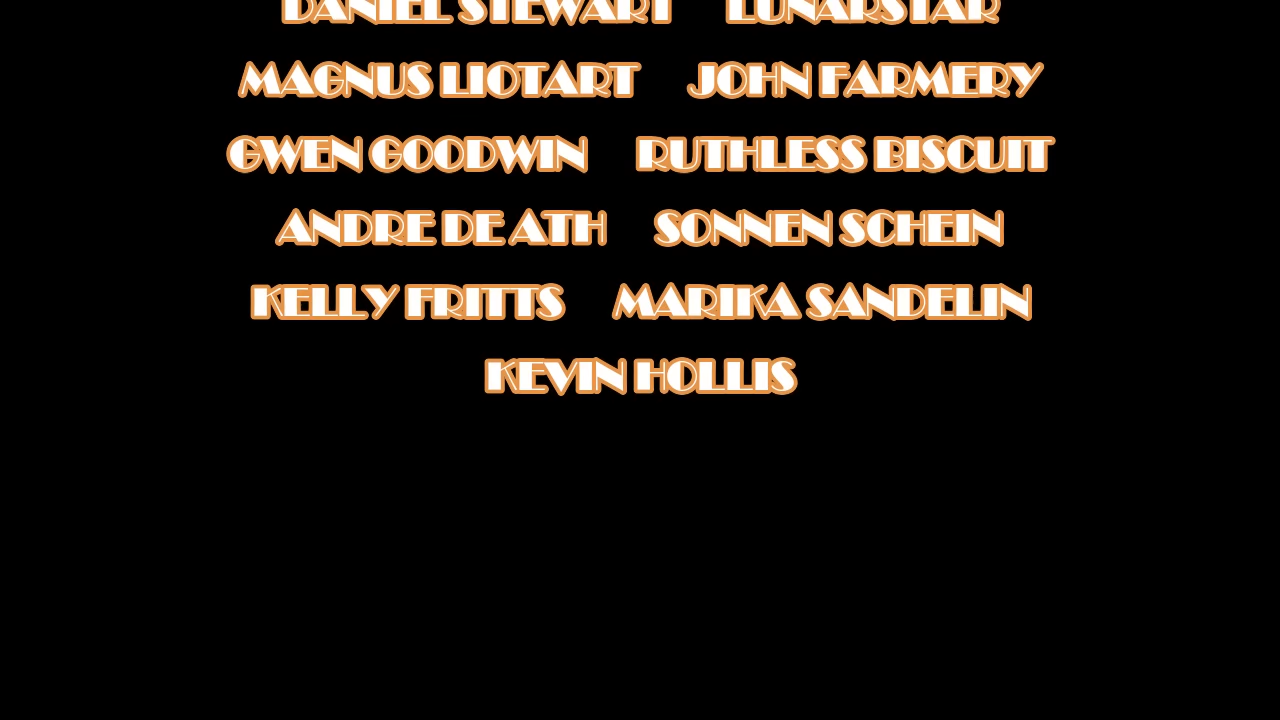 DANIEL STEWART LUNARSTAR
MAGNUS LIOTART JOHN FARMERY
GWEN GOODWIN RUTHLESS BISCUIT
ANDRE DE ATH SONNEN SCHEIN
KELLY FRITTS MARIKA SANDELIN
KEVIN HOLLIS